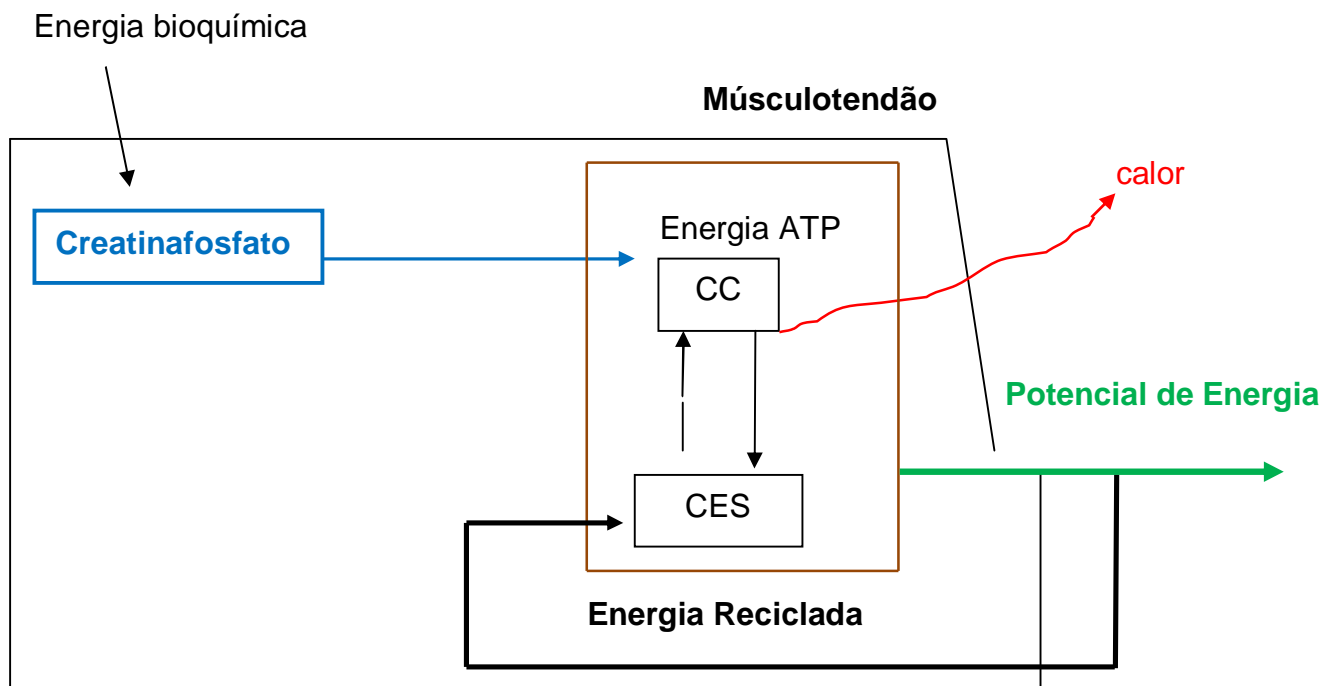 Energia bioquímica
Músculotendão
calor
Creatinafosfato
Energia ATP
CC
Potencial de Energia
CES
Energia Reciclada